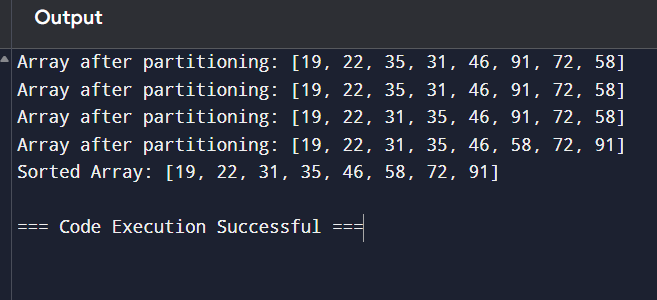 Output
Array after partitioning: [19, 22, 35, 31, 46, 91, 72, 58]
Array after partitioning: [19, 22, 35, 31, 46, 91, 72, 58]
Array after partitioning: [19, 22, 31, 35, 46, 91, 72, 58]
Array after partitioning: [19, 22, 31, 35, 46, 58, 72, 91]
Sorted Array: [19, 22, 31, 35, 46, 58, 72, 91]
=== Code Execution Successful ===